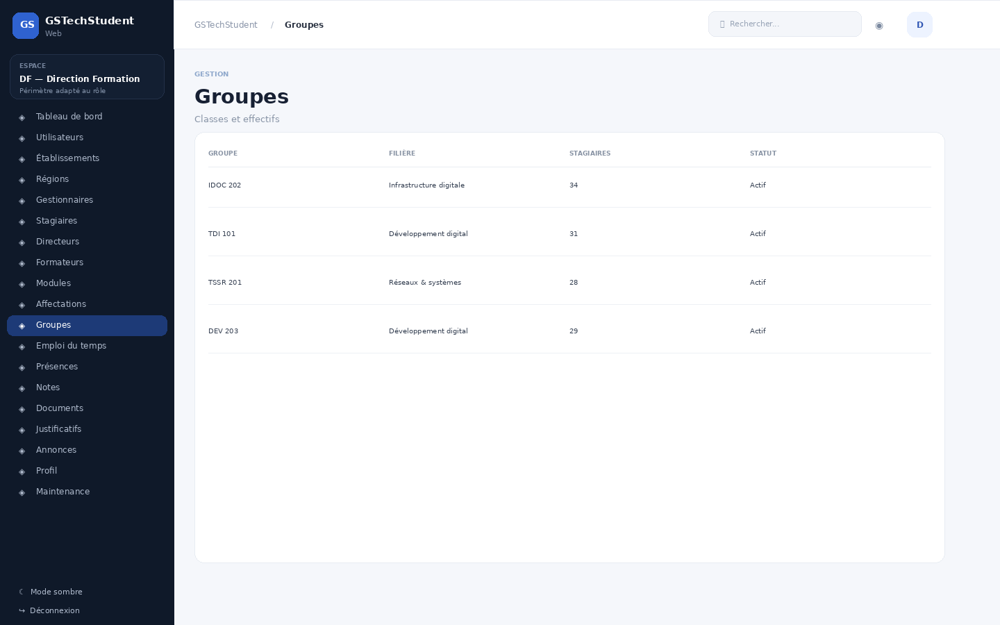 GS
GSTechStudent
Web
ESPACE
DF — Direction Formation
Périmètre adapté au rôle
Tableau de bord
Utilisateurs
Établissements
Régions
Gestionnaires
Stagiaires
Directeurs
Formateurs
Modules
Affectations
Groupes
Emploi du temps
Présences
Notes
Documents
Justificatifs
Annonces
Profil
Maintenance
Mode sombre
Déconnexion
GSTechStudent / Groupes
Rechercher...
D
GESTION
Groupes
Classes et effectifs
GROUPE FILIÈRE STAGIAIRES STATUT
IDOC 202 Infrastructure digitale 34 Actif
TDI 101 Développement digital 31 Actif
TSSR 201 Réseaux & systèmes 28 Actif
DEV 203 Développement digital 29 Actif